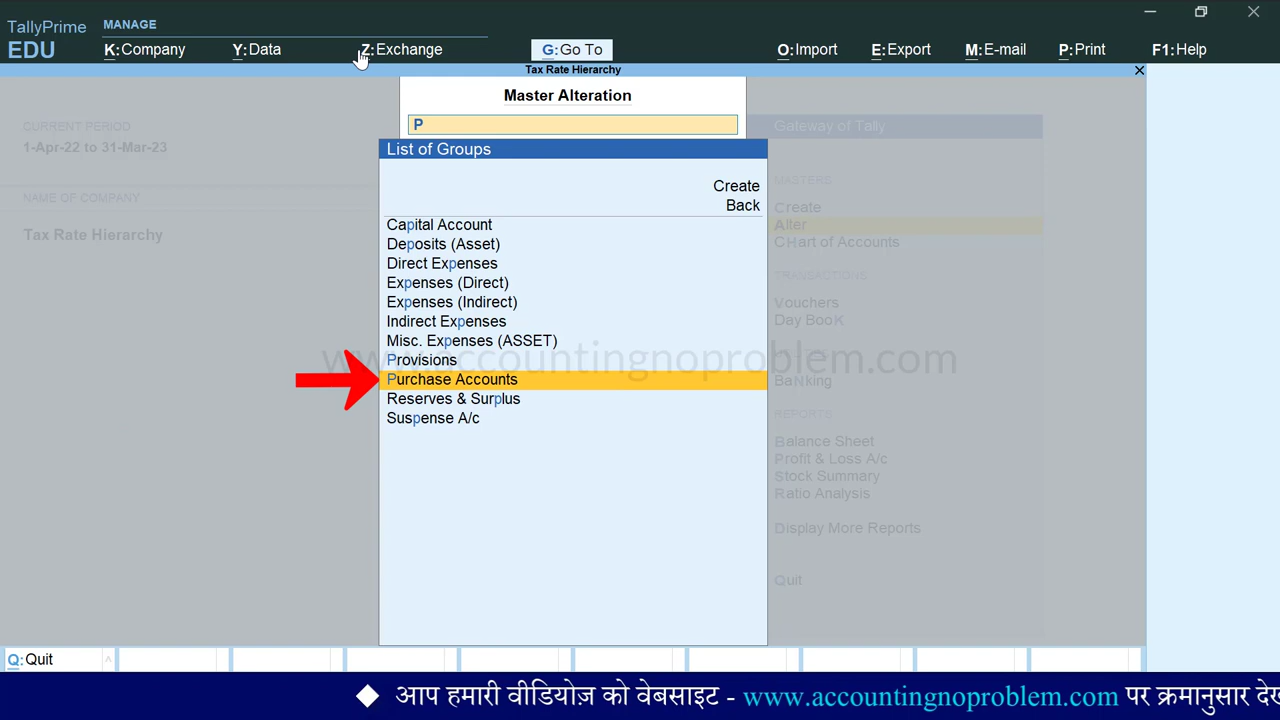 TallyPrime
EDU
MANAGE
K:Company Y:Data Z:Exchange G:Go To O:Import E:Export M:E-mail P:Print F1:Help
Tax Rate Hierarchy
Master Alteration
P
CURRENT PERIOD
1-Apr-22 to 31-Mar-23
NAME OF COMPANY
Tax Rate Hierarchy
List of Groups
Create
Back
Capital Account
Deposits (Asset)
Direct Expenses
Expenses (Direct)
Expenses (Indirect)
Indirect Expenses
Misc. Expenses (ASSET)
Provisions
Purchase Accounts
Reserves & Surplus
Suspense A/c
Gateway of Tally
MASTERS
Create
Alter
CHart of Accounts
TRANSACTIONS
Vouchers
Day BooK
BaNking
REPORTS
Balance Sheet
Profit & Loss A/c
Stock Summary
Ratio Analysis
Display More Reports
Quit
www.accountingnoproblem.com
Q:Quit
◆ आप हमारी वीडियोज़ को वेबसाइट - www.accountingnoproblem.com पर क्रमानुसार देख